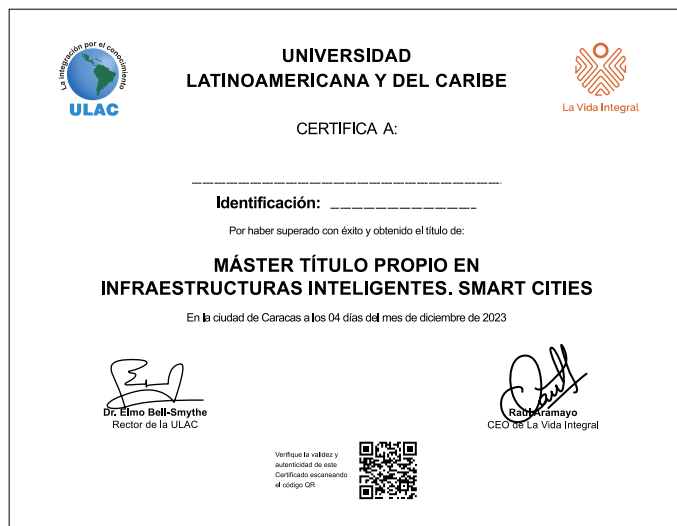 La integración por el conocimiento
ULAC
UNIVERSIDAD
LATINOAMERICANA Y DEL CARIBE
La Vida Integral
CERTIFICA A:
Identificación:
Por haber superado con éxito y obtenido el título de:
MÁSTER TÍTULO PROPIO EN
INFRAESTRUCTURAS INTELIGENTES. SMART CITIES
En la ciudad de Caracas a los 04 días del mes de diciembre de 2023
Dr. Elmo Bell-Smythe
Rector de la ULAC
Raúl Aramayo
CEO de La Vida Integral
Verifique la validez y
autenticidad de este
Certificado escaneando
el código QR